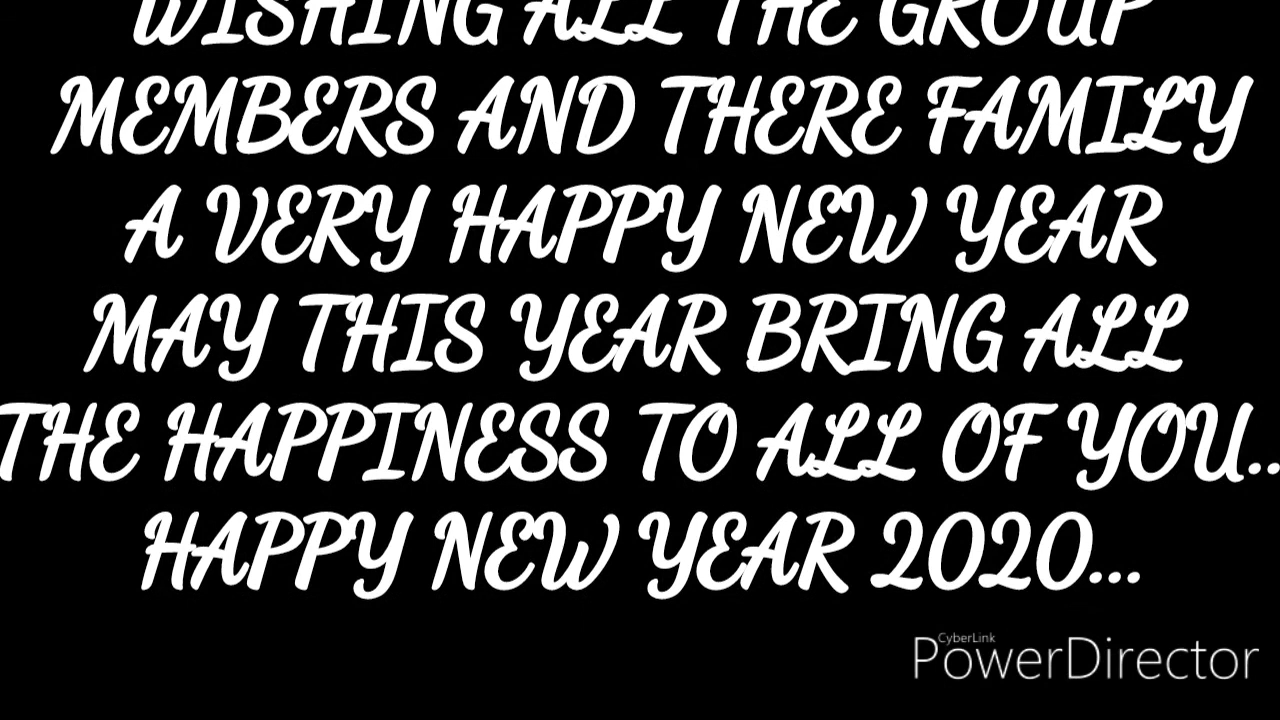 WISHING ALL THE GROUP
MEMBERS AND THERE FAMILY
A VERY HAPPY NEW YEAR
MAY THIS YEAR BRING ALL
THE HAPPINESS TO ALL OF YOU..
HAPPY NEW YEAR 2020...
CyberLink
PowerDirector